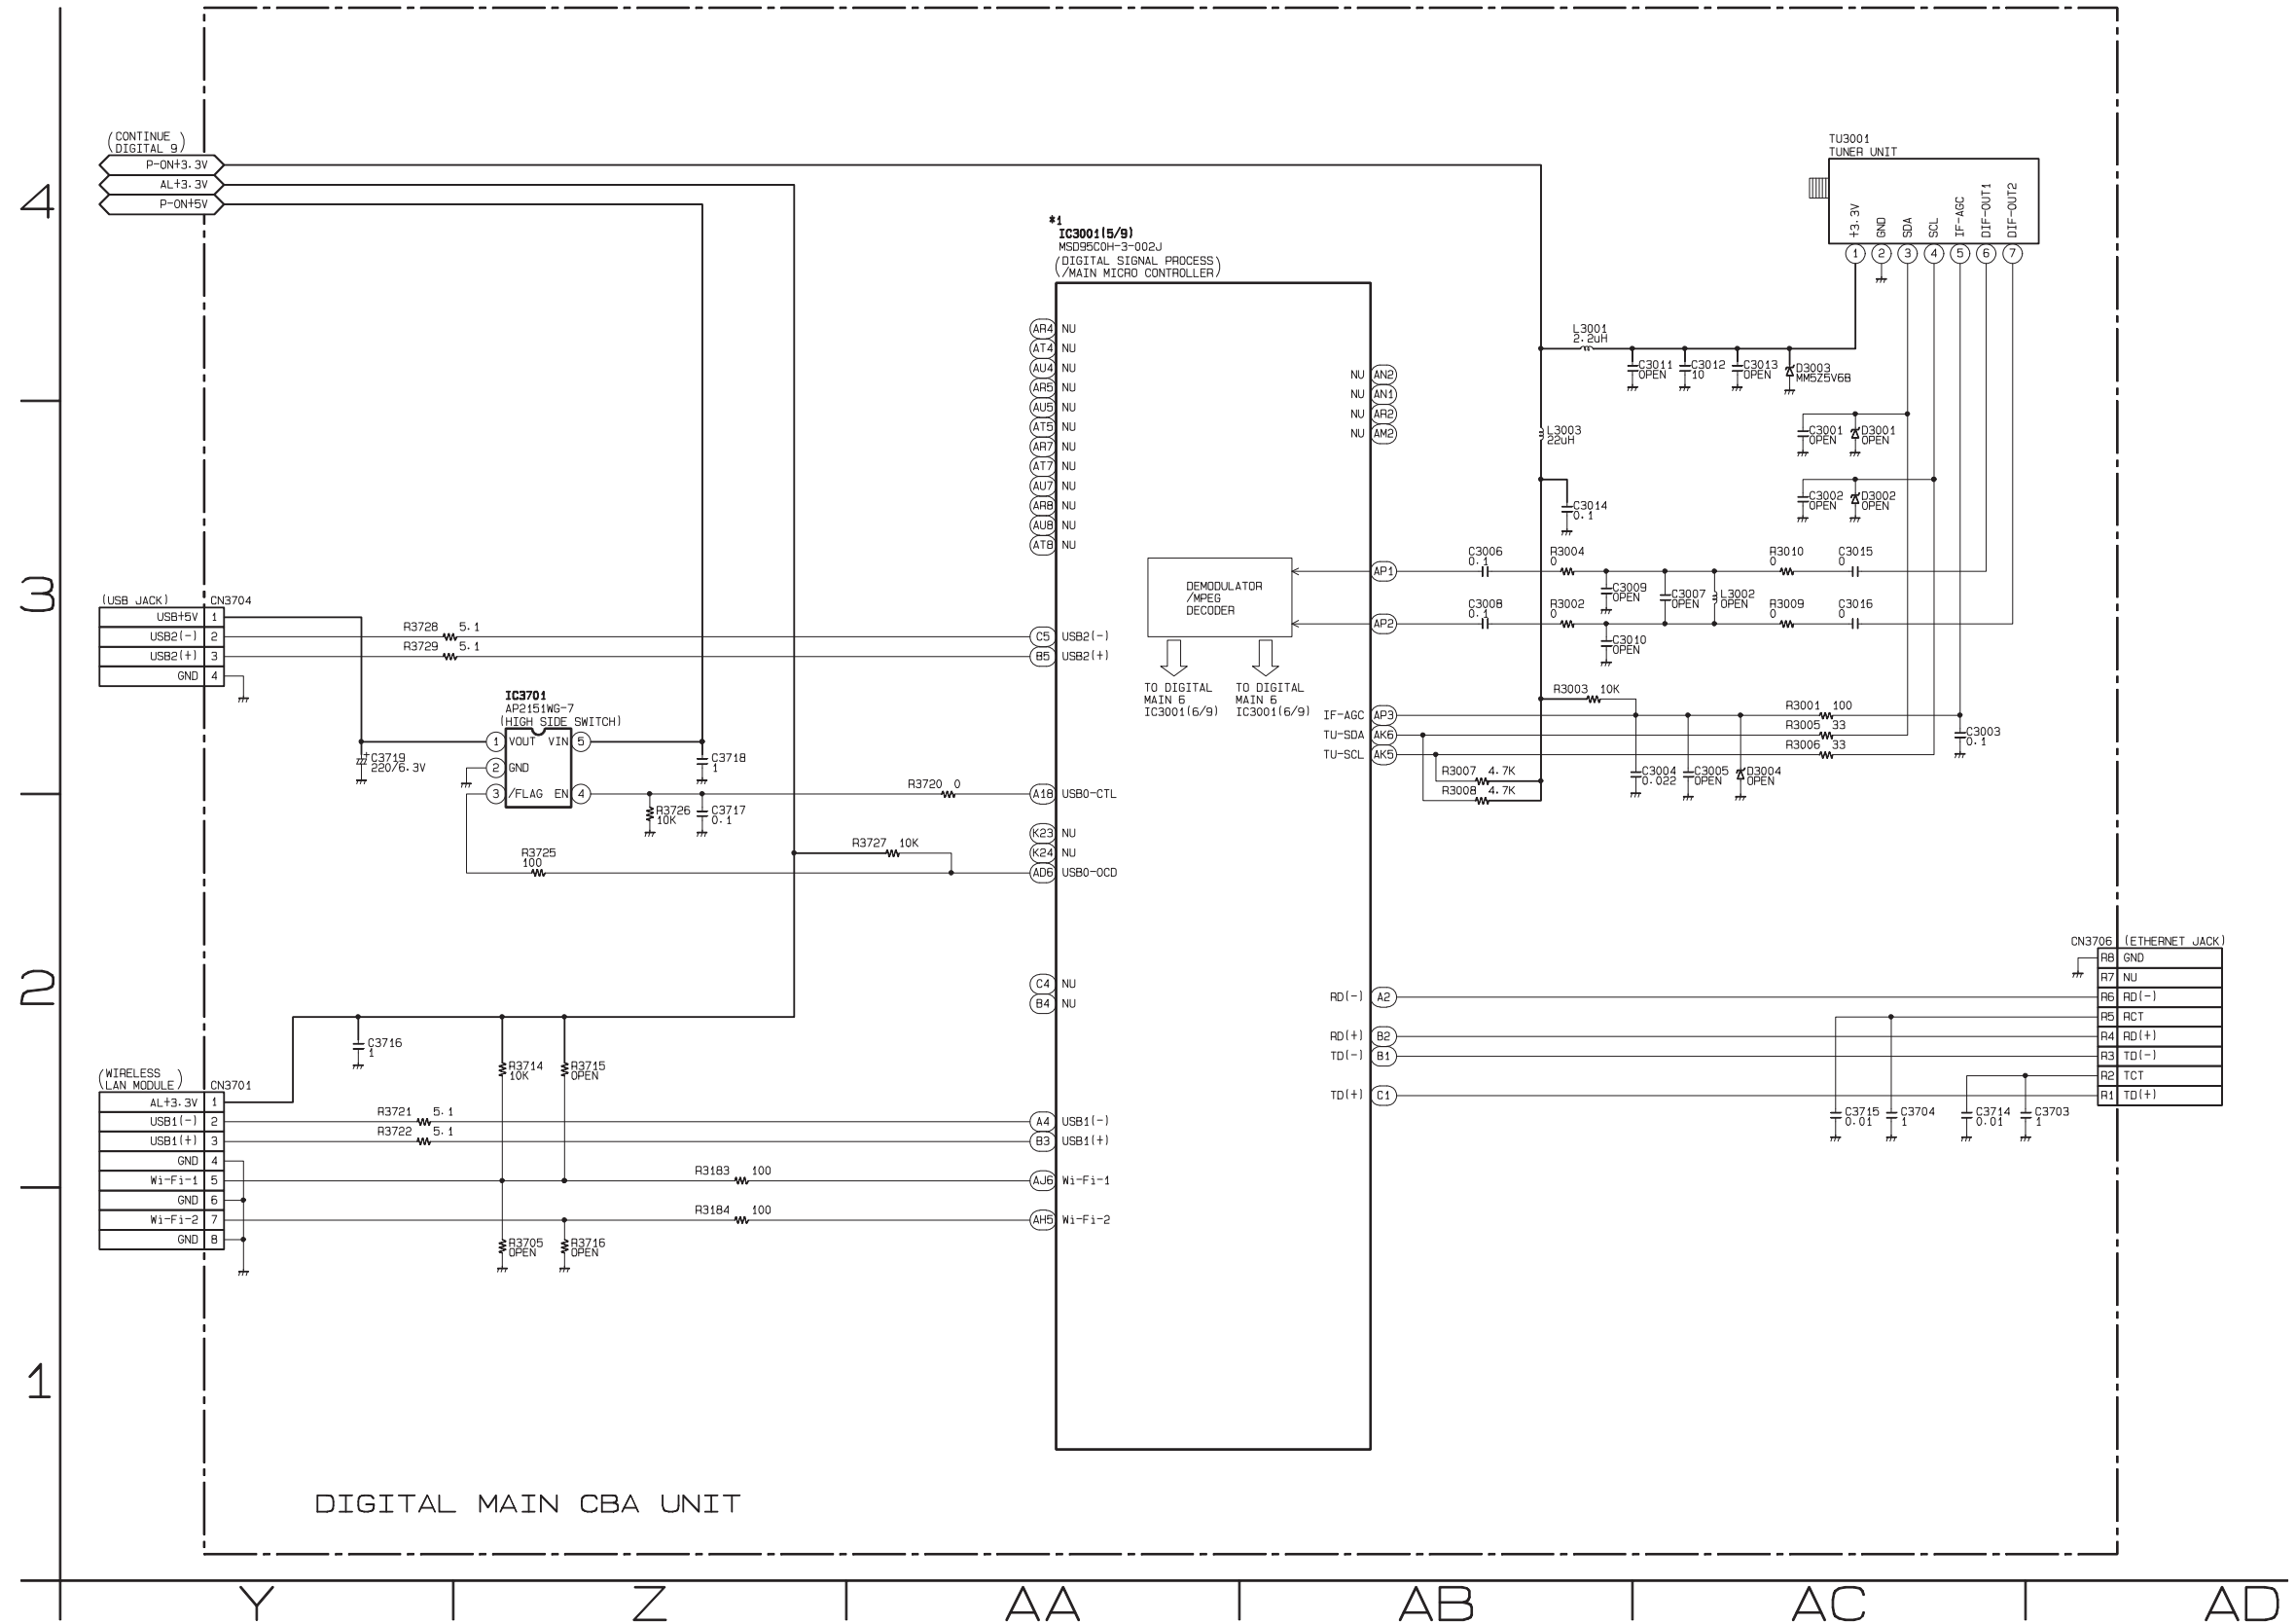 (CONTINUE
DIGITAL 9)
P-ON+3.3V
AL+3.3V
P-ON+5V
4
3
2
1
TU3001
TUNER UNIT
+3.3V
GND
SDA
SCL
IF-AGC
DIF-OUT1
DIF-OUT2
1 2 3 4 5 6 7
*1
IC3001(5/9)
MSD95C0H-3-002J
(DIGITAL SIGNAL PROCESS
/MAIN MICRO CONTROLLER)
AR4 NU
AT4 NU
AU4 NU
AR5 NU
AU5 NU
AT5 NU
AR7 NU
AT7 NU
AU7 NU
AR8 NU
AU8 NU
AT8 NU
NU AN2
NU AN1
NU AR2
NU AM2
L3001
2.2uH
C3011
OPEN
C3012
10
C3013
OPEN
D3003
MM5Z5V6B
L3003
22uH
C3001
OPEN
D3001
OPEN
C3002
OPEN
D3002
OPEN
C3014
0.1
DEMODULATOR
/MPEG
DECODER
TO DIGITAL
MAIN 6
IC3001(6/9)
TO DIGITAL
MAIN 6
IC3001(6/9)
AP1
AP2
C3006
0.1
R3004
0
R3010
0
C3015
0
C3009
OPEN
C3007
OPEN
L3002
OPEN
C3008
0.1
R3002
0
R3009
0
C3016
0
C3010
OPEN
R3003 10K
IF-AGC AP3
TU-SDA AK6
TU-SCL AK5
R3001 100
R3005 33
R3006 33
C3003
0.1
R3007 4.7K
R3008 4.7K
C3004
0.022
C3005
OPEN
D3004
OPEN
(USB JACK) CN3704
USB+5V 1
USB2(-) 2
USB2(+) 3
GND 4
R3728 5.1
R3729 5.1
C5 USB2(-)
B5 USB2(+)
IC3701
AP2151WG-7
(HIGH SIDE SWITCH)
1 VOUT VIN 5
2 GND
3 /FLAG EN 4
C3719
220/6.3V
+
C3718
1
R3726
10K
C3717
0.1
R3720 0
A18 USB0-CTL
K23 NU
K24 NU
AD6 USB0-OCD
R3727 10K
R3725
100
C4 NU
B4 NU
RD(-) A2
RD(+) B2
TD(-) B1
TD(+) C1
CN3706 (ETHERNET JACK)
R8 GND
R7 NU
R6 RD(-)
R5 RCT
R4 RD(+)
R3 TD(-)
R2 TCT
R1 TD(+)
C3715
0.01
C3704
1
C3714
0.01
C3703
1
C3716
1
R3714
10K
R3715
OPEN
(WIRELESS
LAN MODULE) CN3701
AL+3.3V 1
USB1(-) 2
USB1(+) 3
GND 4
Wi-Fi-1 5
GND 6
Wi-Fi-2 7
GND 8
R3721 5.1
R3722 5.1
A4 USB1(-)
B3 USB1(+)
R3183 100
AJ6 Wi-Fi-1
R3184 100
AH5 Wi-Fi-2
R3705
OPEN
R3716
OPEN
DIGITAL MAIN CBA UNIT
Y Z AA AB AC AD